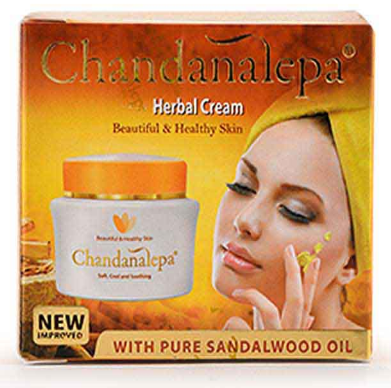 Chandanalepa®
Herbal Cream
Beautiful & Healthy Skin
Beautiful & Healthy Skin
Chandanalepa®
Soft, Cool and Soothing
NEW
IMPROVED
WITH PURE SANDALWOOD OIL